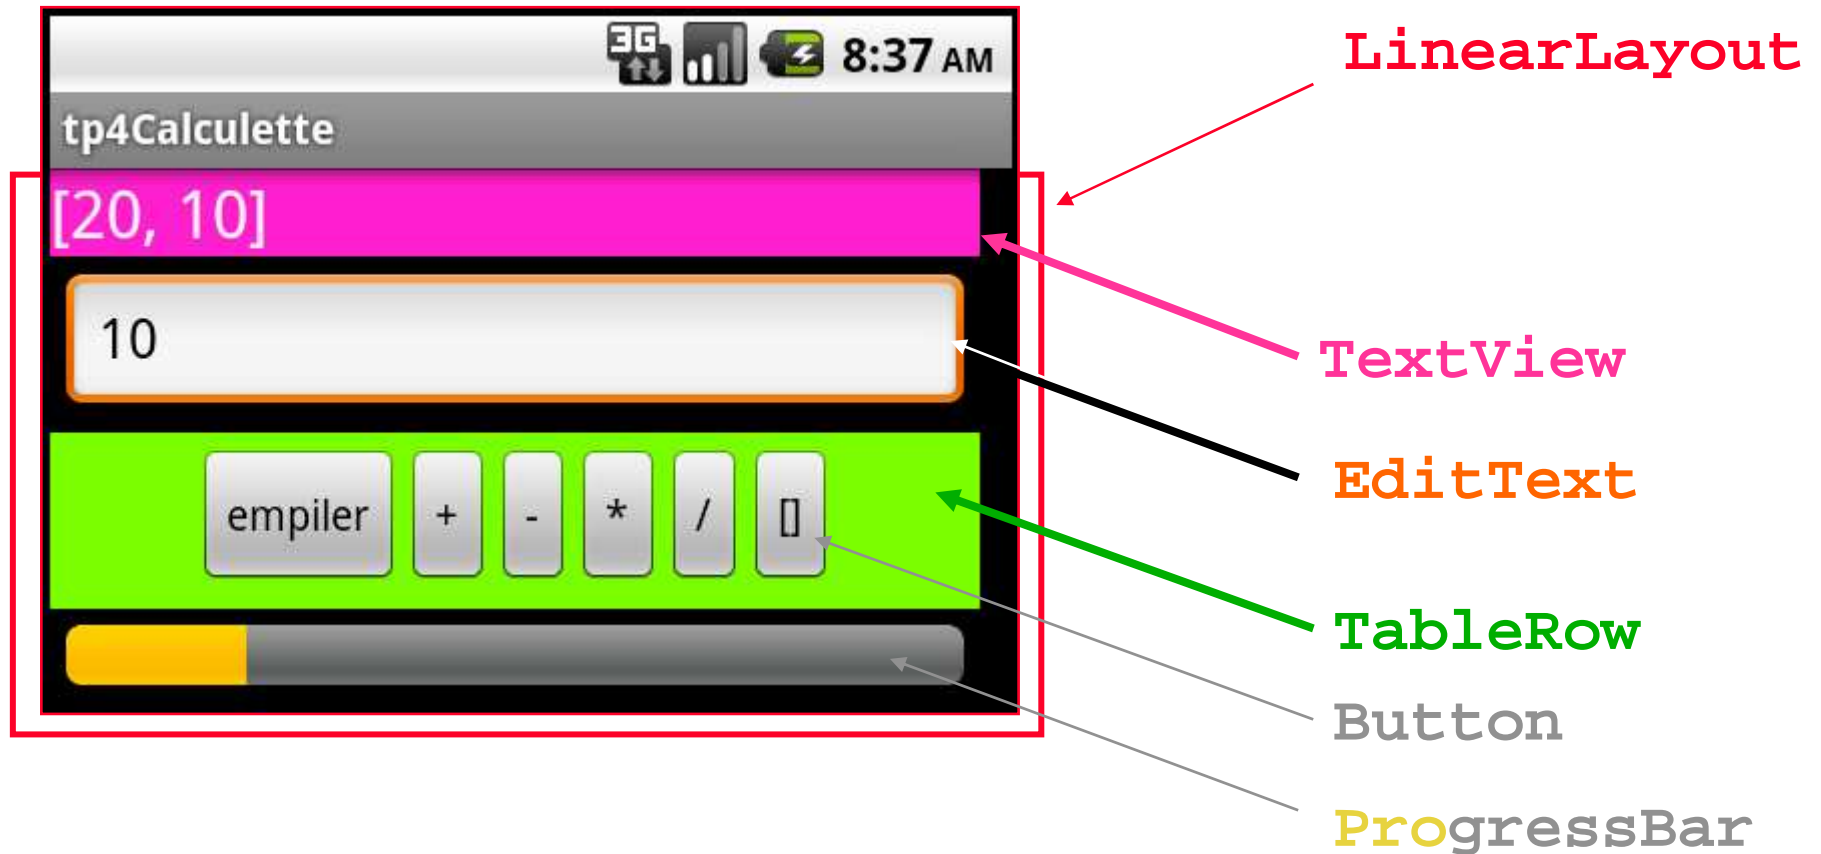 3G
8:37 AM
LinearLayout
tp4Calculette
[20, 10]
TextView
10
EditText
empiler + - * / []
TableRow
Button
ProgressBar